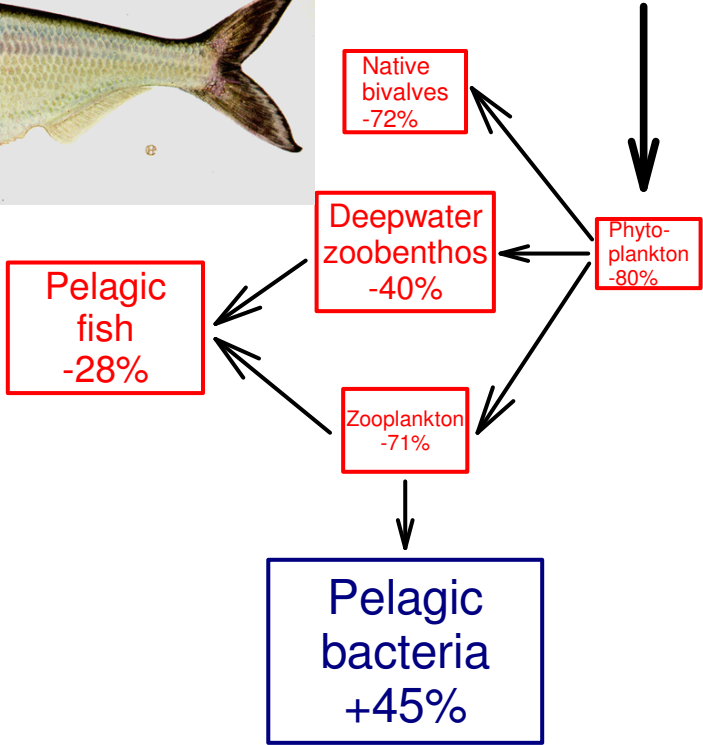 Native
bivalves
-72%
Deepwater
zoobenthos
-40%
Phyto-
plankton
-80%
Pelagic
fish
-28%
Zooplankton
-71%
Pelagic
bacteria
+45%